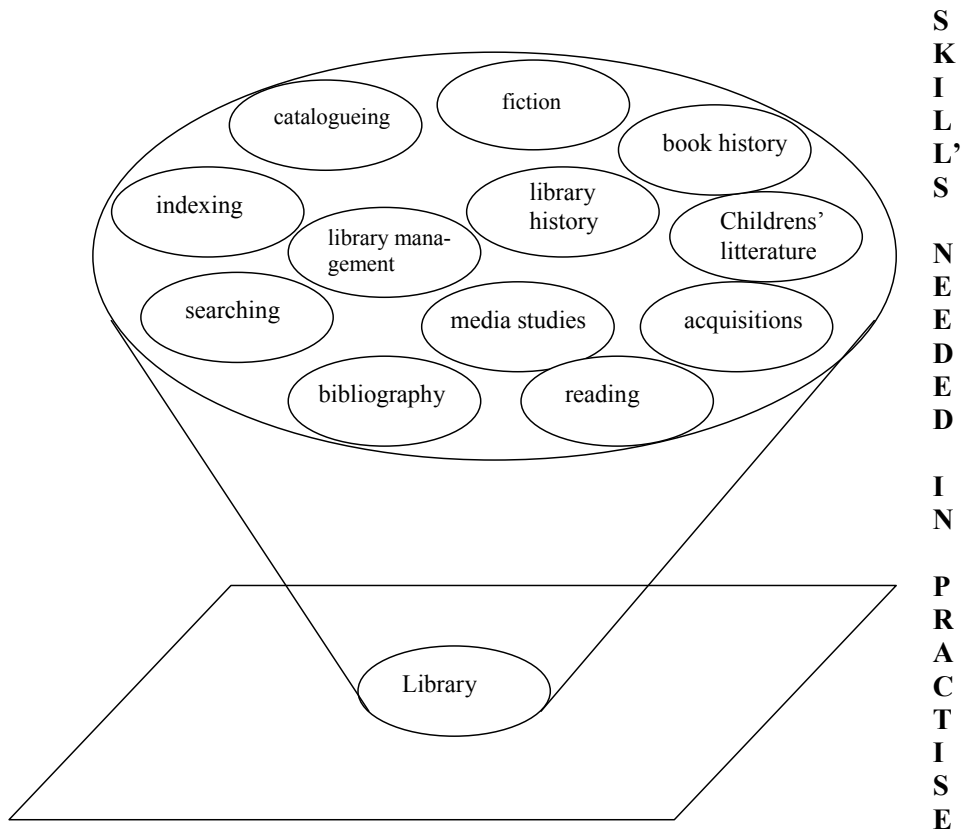 catalogueing
fiction
book history
indexing
library
history
Childrens’
litterature
library mana-
gement
searching
media studies
acquisitions
bibliography
reading
Library
S
K
I
L
L’
S
N
E
E
D
E
D
I
N
P
R
A
C
T
I
S
E